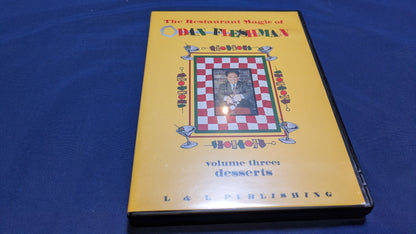 The Restaurant Magic of
DAN FLESHMAN
volume three:
desserts
L & L PUBLISHING